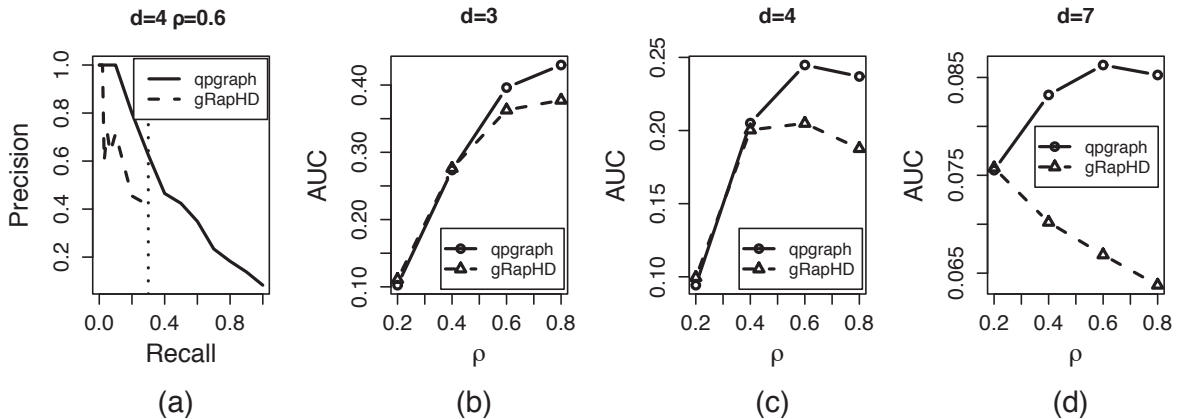 d=4 ρ=0.6
Precision
1.0
0.8
0.6
0.4
0.2
qpgraph
gRapHD
0.0 0.4 0.8
Recall
(a)
d=3
AUC
0.40
0.30
0.20
0.10
qpgraph
gRapHD
0.2 0.4 0.6 0.8
ρ
(b)
d=4
AUC
0.25
0.20
0.15
0.10
qpgraph
gRapHD
0.2 0.4 0.6 0.8
ρ
(c)
d=7
AUC
0.085
0.075
0.065
qpgraph
gRapHD
0.2 0.4 0.6 0.8
ρ
(d)